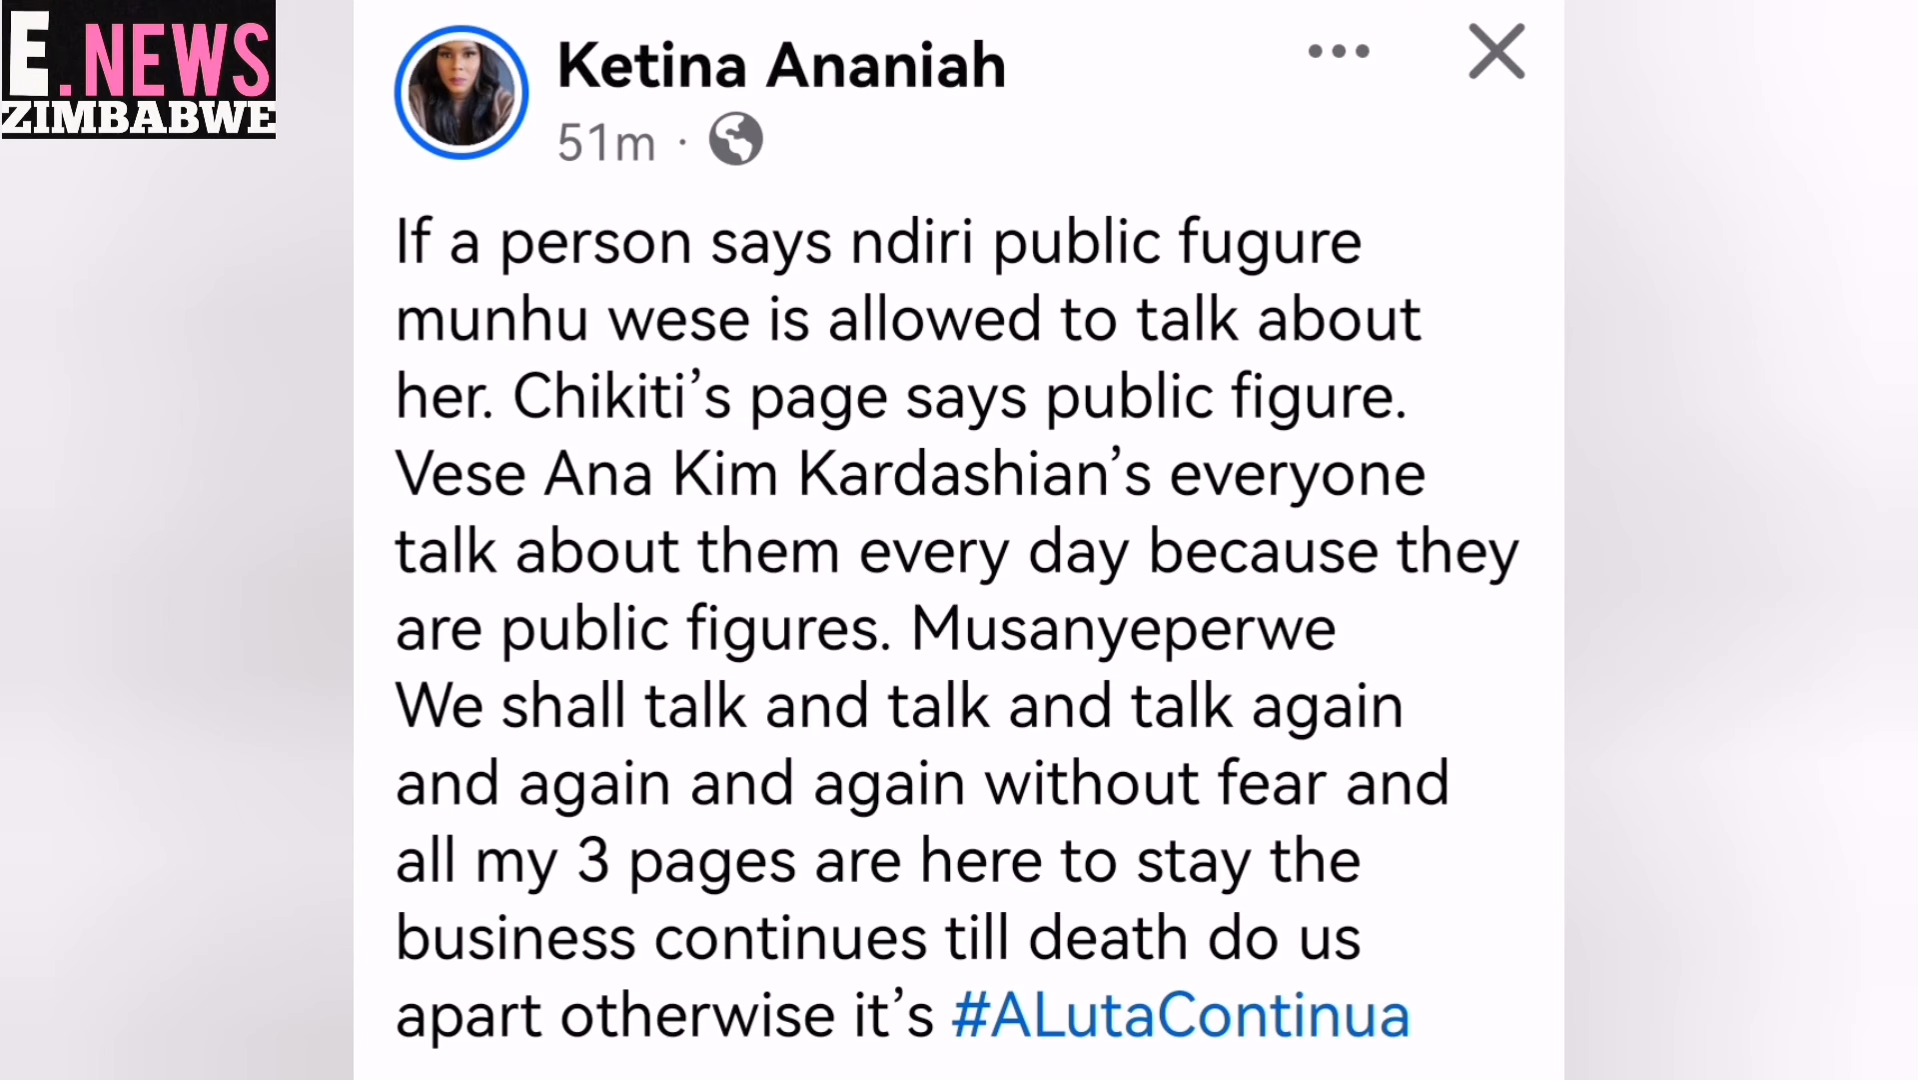 E.NEWS
ZIMBABWE
Ketina Ananiah
51m ·
If a person says ndiri public fugure
munhu wese is allowed to talk about
her. Chikiti’s page says public figure.
Vese Ana Kim Kardashian’s everyone
talk about them every day because they
are public figures. Musanyeperwe
We shall talk and talk and talk again
and again and again without fear and
all my 3 pages are here to stay the
business continues till death do us
apart otherwise it’s #ALutaContinua